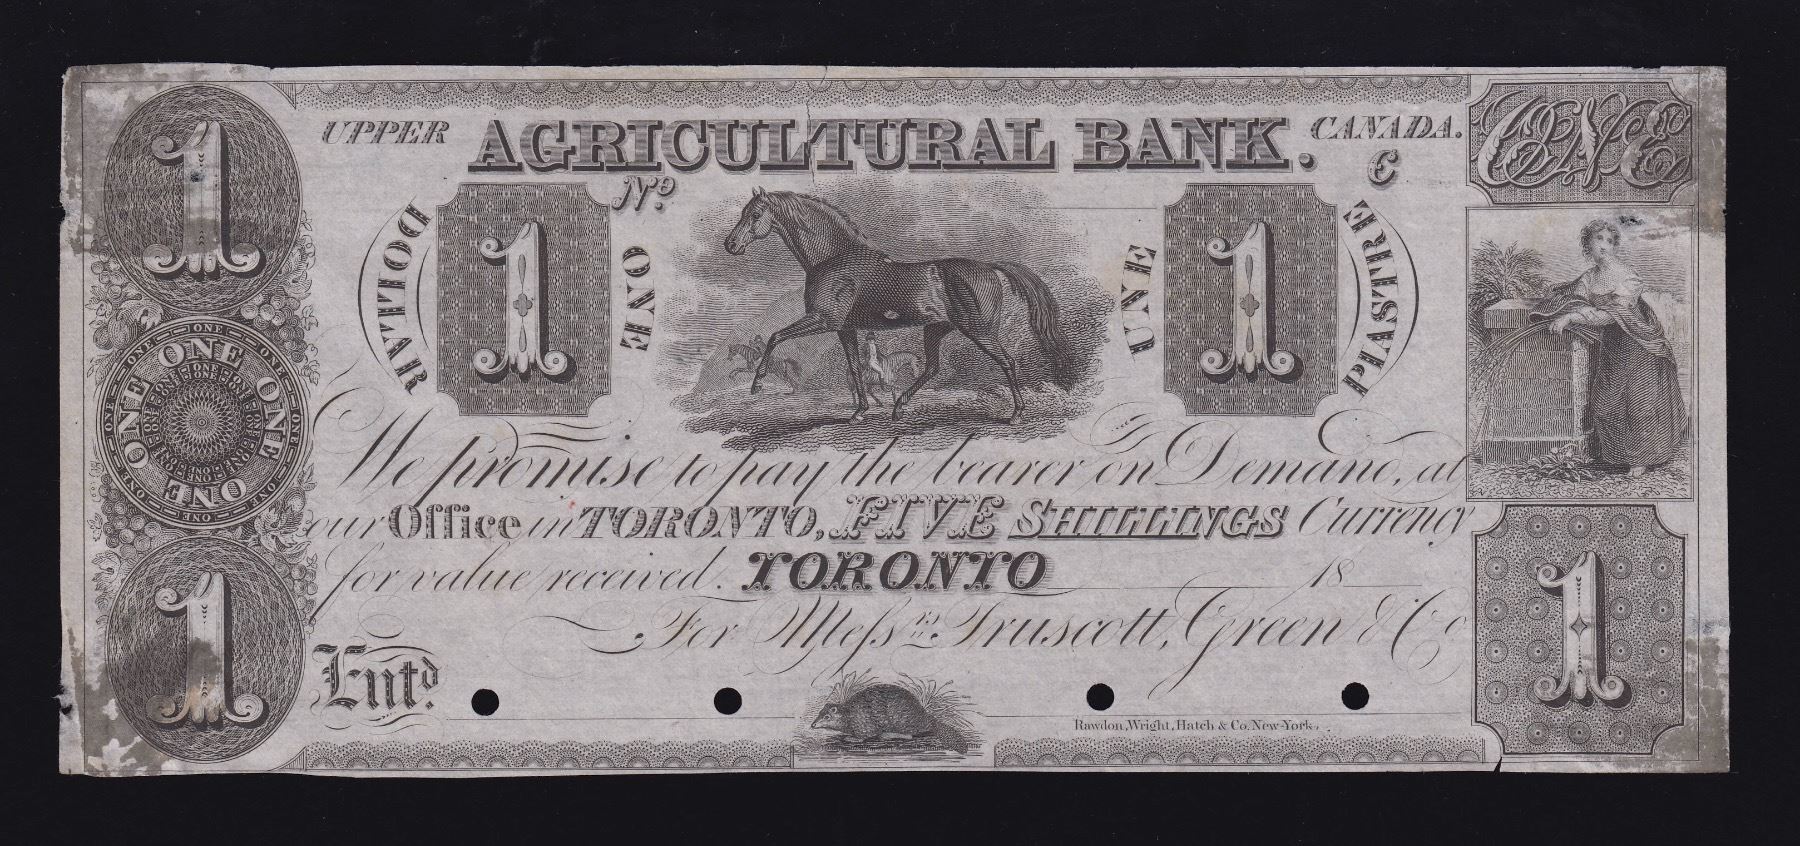 1
UPPER AGRICULTURAL BANK. CANADA.
ONE
Nº
C
DOLLAR 1 ONE
UNE 1 PIASTRE
ONE ONE ONE ONE ONE ONE
We promise to pay the bearer on Demand, at
our Office in TORONTO, FIVE SHILLINGS Currency
for value received. TORONTO 18
For Messrs Truscott, Green & Co
1
Entd.
Rawdon, Wright, Hatch & Co. New-York.
1